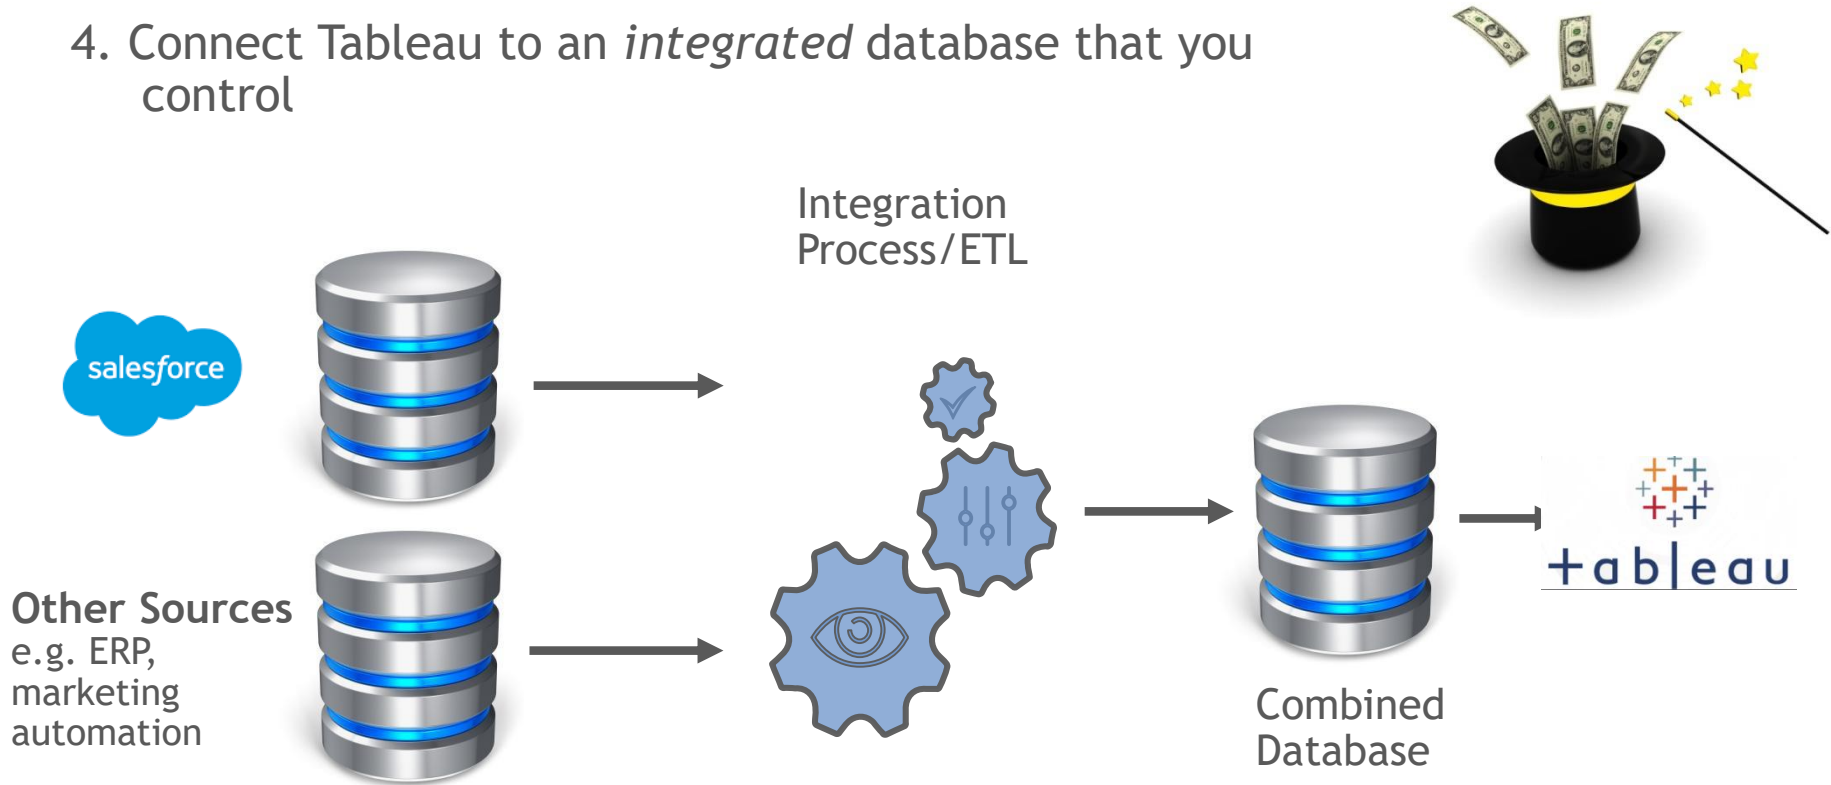 4. Connect Tableau to an integrated database that you
control
Integration
Process/ETL
salesforce
Other Sources
e.g. ERP,
marketing
automation
Combined
Database
+ableau